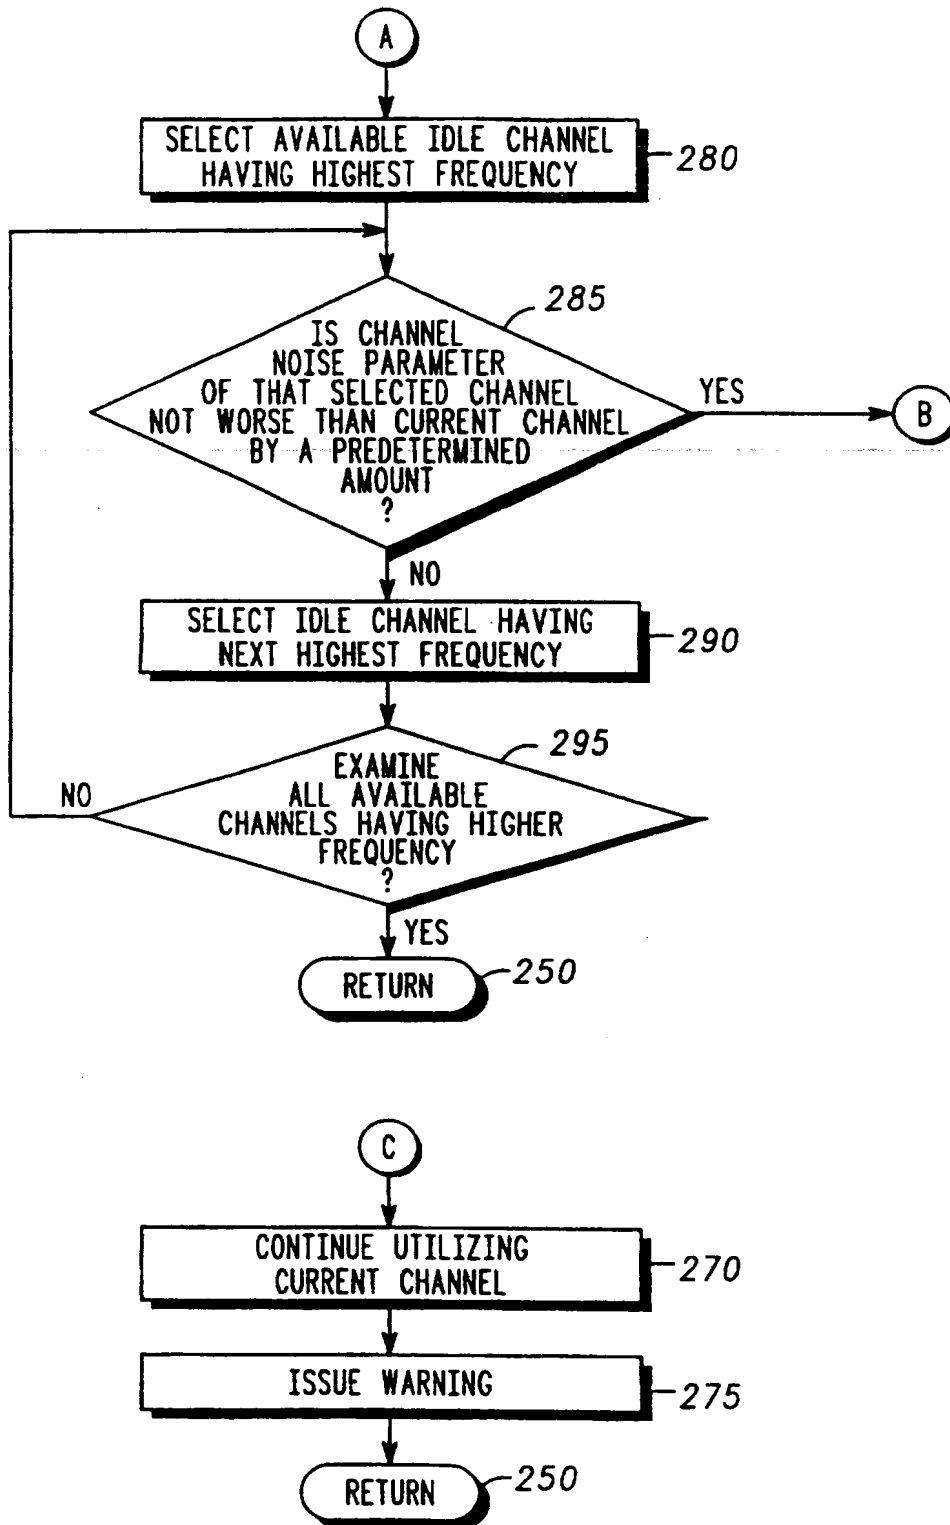 A
SELECT AVAILABLE IDLE CHANNEL
HAVING HIGHEST FREQUENCY
280
285
IS CHANNEL
NOISE PARAMETER
OF THAT SELECTED CHANNEL
NOT WORSE THAN CURRENT CHANNEL
BY A PREDETERMINED
AMOUNT
?
YES
B
NO
SELECT IDLE CHANNEL HAVING
NEXT HIGHEST FREQUENCY
290
295
EXAMINE
ALL AVAILABLE
CHANNELS HAVING HIGHER
FREQUENCY
?
NO
YES
RETURN
250
C
CONTINUE UTILIZING
CURRENT CHANNEL
270
ISSUE WARNING
275
RETURN
250